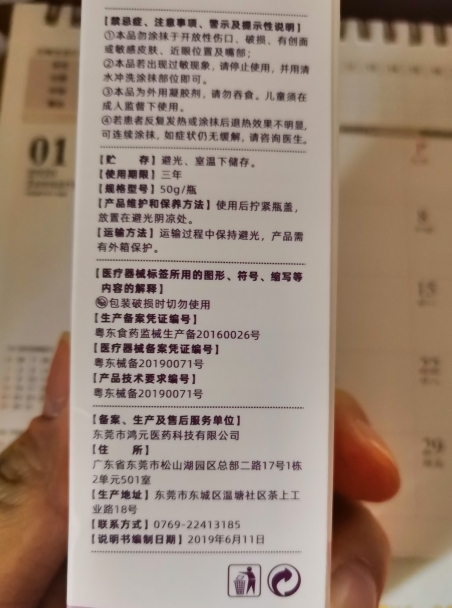 【禁忌症、注意事项、警示及提示性说明】
①本品勿涂抹于开放性伤口、破损、有创面
或敏感皮肤、近眼位置及嘴部；
②本品若出现过敏现象，请停止使用，并用清
水冲洗涂抹部位即可。
③本品为外用凝胶剂，请勿吞食。儿童须在
成人监督下使用。
④若患者反复发热或涂抹后退热效果不明显，
可连续涂抹，如症状仍无缓解，请咨询医生。
【贮　　存】避光、室温下储存。
【使用期限】三年
【规格型号】50g/瓶
【产品维护和保养方法】使用后拧紧瓶盖，
放置在避光阴凉处。
【运输方法】运输过程中保持避光，产品需
有外箱保护。
【医疗器械标签所用的图形、符号、缩写等
内容的解释】
包装破损时切勿使用
【生产备案凭证编号】
粤东食药监械生产备20160026号
【医疗器械备案凭证编号】
粤东械备20190071号
【产品技术要求编号】
粤东械备20190071号
【备案、生产及售后服务单位】
东莞市鸿元医药科技有限公司
【住　　所】
广东省东莞市松山湖园区总部二路17号1栋
2单元501室
【生产地址】东莞市东城区温塘社区茶上工
业路18号
【联系方式】0769-22413185
【说明书编制日期】2019年6月11日
01
8
15
22
29